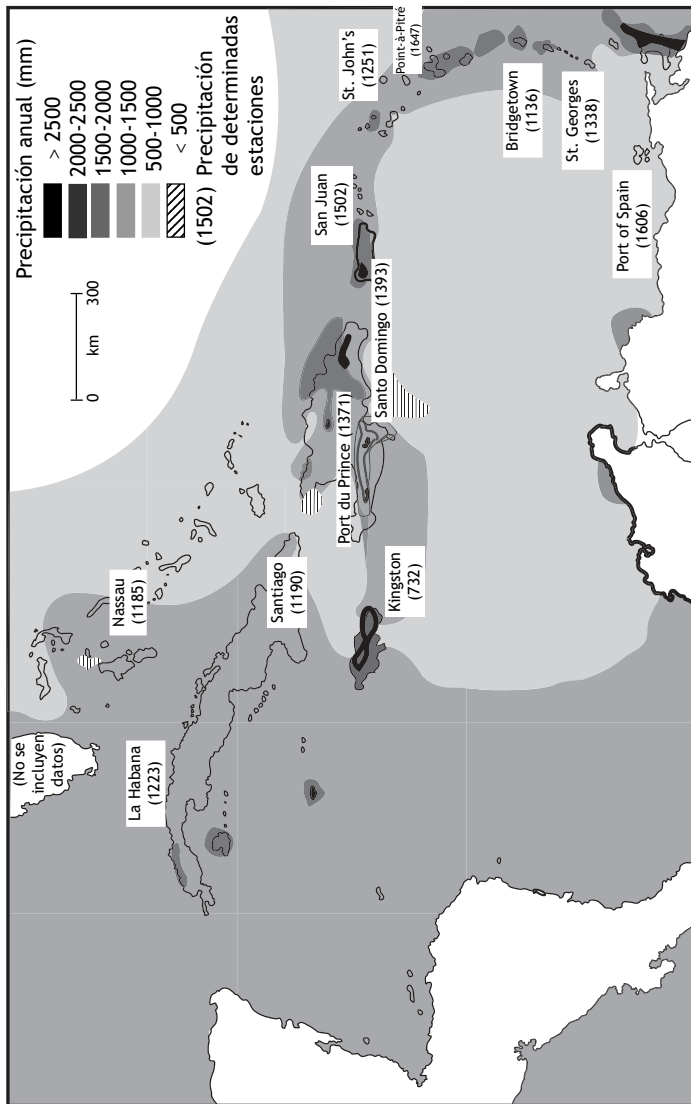 Precipitación anual (mm)
> 2500
2000-2500
1500-2000
1000-1500
500-1000
< 500
(1502) Precipitación
de determinadas
estaciones
0
km
300
(No se
incluyen
datos)
Nassau
(1185)
La Habana
(1223)
Santiago
(1190)
Kingston
(732)
Port du Prince (1371)
Santo Domingo (1393)
San Juan
(1502)
St. John's
(1251)
Point-à-Pitré
(1647)
Bridgetown
(1136)
St. Georges
(1338)
Port of Spain
(1606)